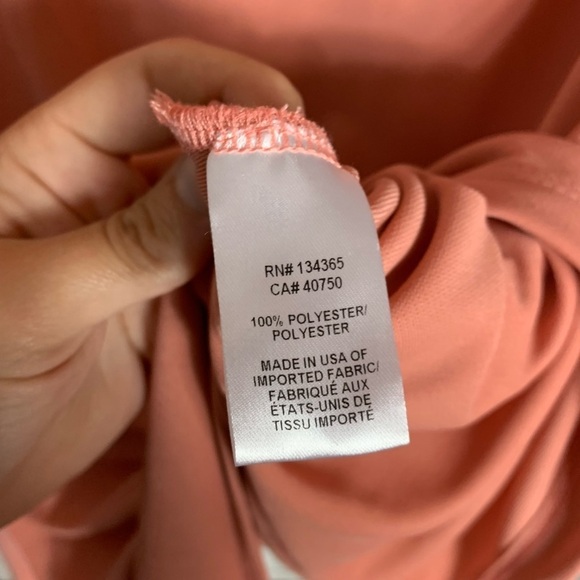 RN# 134365
CA# 40750
100% POLYESTER/
POLYESTER
MADE IN USA OF
IMPORTED FABRIC/
FABRIQUÉ AUX
ÉTATS-UNIS DE
TISSU IMPORTÉ